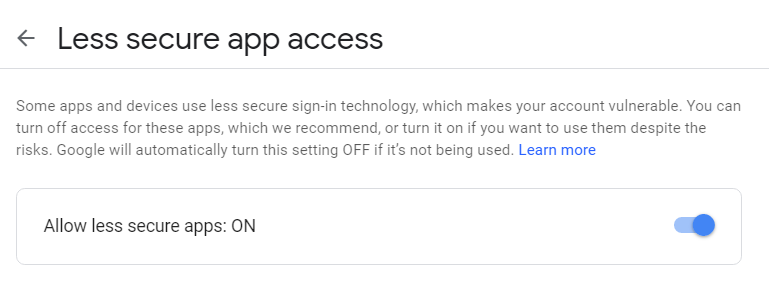 Less secure app access
Some apps and devices use less secure sign-in technology, which makes your account vulnerable. You can
turn off access for these apps, which we recommend, or turn it on if you want to use them despite the
risks. Google will automatically turn this setting OFF if it’s not being used. Learn more
Allow less secure apps: ON